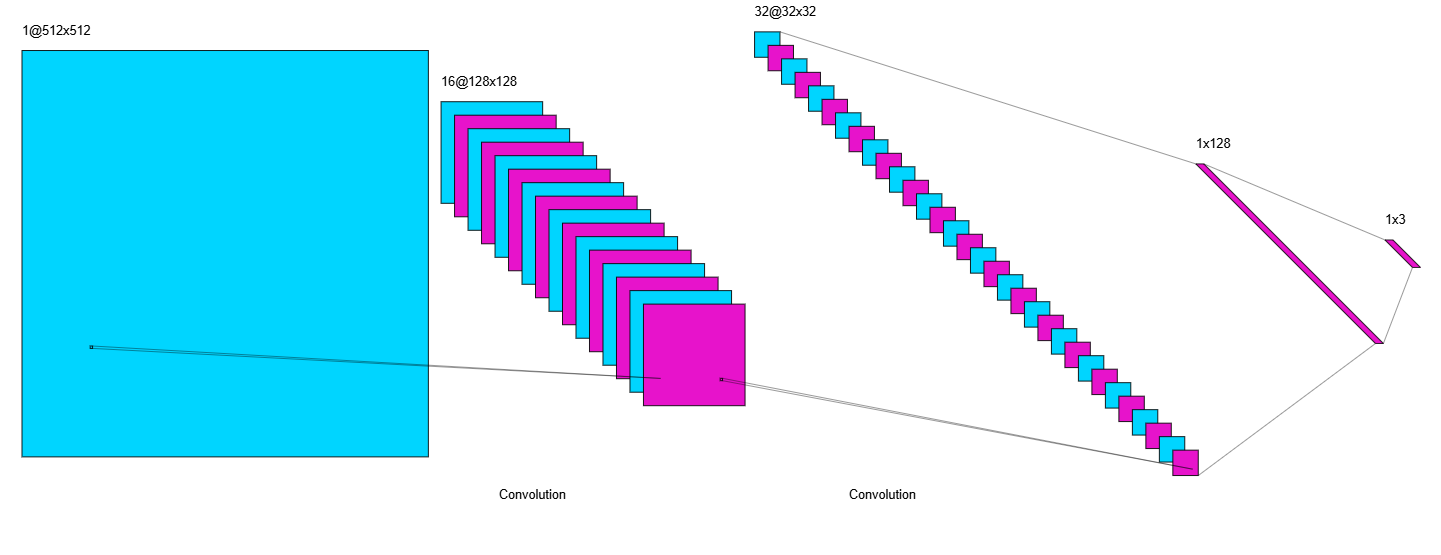 1@512x512
16@128x128
32@32x32
1x128
1x3
Convolution
Convolution